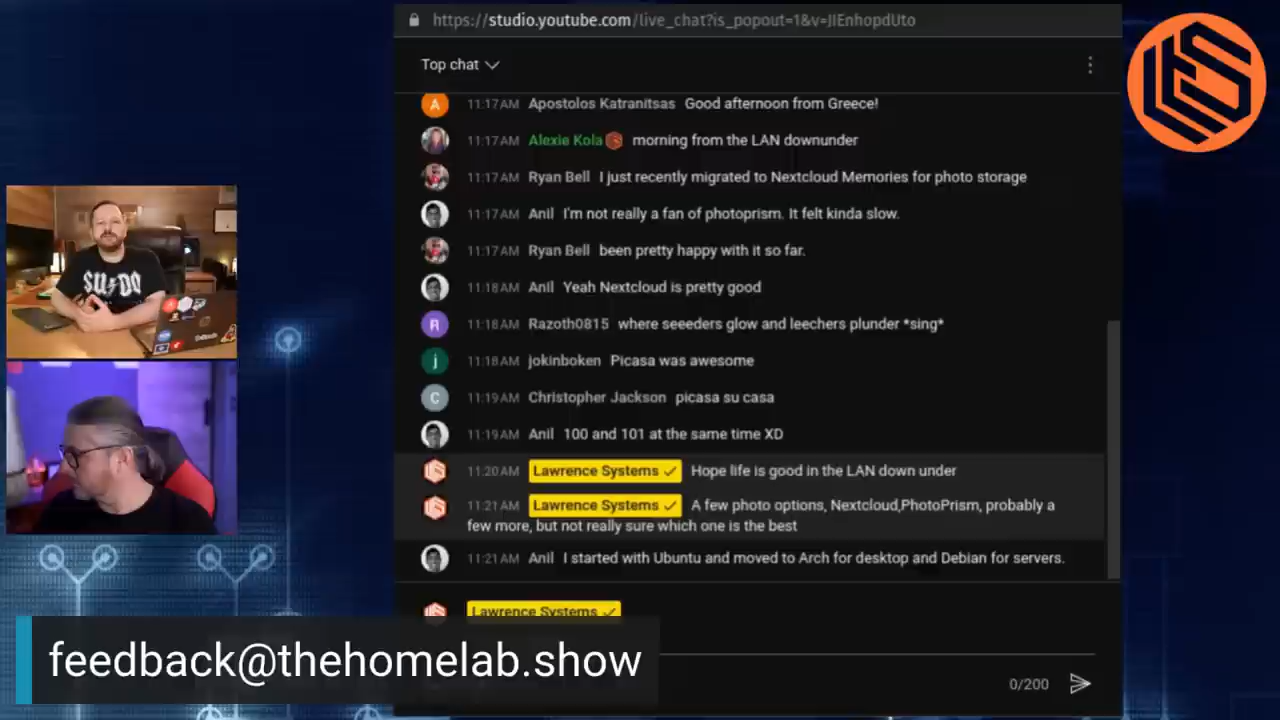 https://studio.youtube.com/live_chat?is_popout=1&v=JIEnhopdUto
Top chat
A 11:17AM Apostolos Katranitsas Good afternoon from Greece!
11:17AM Alexie Kola morning from the LAN downunder
11:17AM Ryan Bell I just recently migrated to Nextcloud Memories for photo storage
11:17AM Anil I'm not really a fan of photoprism. It felt kinda slow.
11:17AM Ryan Bell been pretty happy with it so far.
11:18AM Anil Yeah Nextcloud is pretty good
R 11:18AM Razoth0815 where seeeders glow and leechers plunder *sing*
j 11:18AM jokinboken Picasa was awesome
C 11:19AM Christopher Jackson picasa su casa
11:19AM Anil 100 and 101 at the same time XD
11:20AM Lawrence Systems Hope life is good in the LAN down under
11:21AM Lawrence Systems A few photo options, Nextcloud,PhotoPrism, probably a
few more, but not really sure which one is the best
11:21AM Anil I started with Ubuntu and moved to Arch for desktop and Debian for servers.
Lawrence Systems
feedback@thehomelab.show
0/200
SUDO